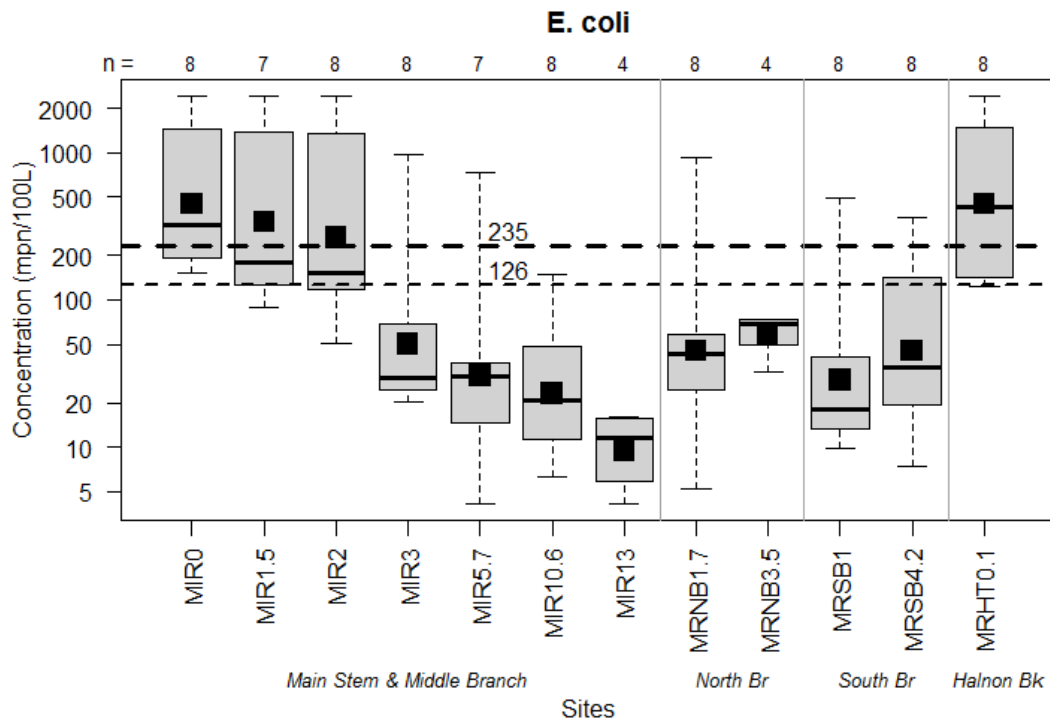 E. coli
n = 8 7 8 8 7 8 4 8 4 8 8 8
Concentration (mpn/100L)
2000
1000
500
200
100
50
20
10
5
235
126
MIR0
MIR1.5
MIR2
MIR3
MIR5.7
MIR10.6
MIR13
MRNB1.7
MRNB3.5
MRSB1
MRSB4.2
MRHT0.1
Main Stem & Middle Branch North Br South Br Halnon Bk
Sites